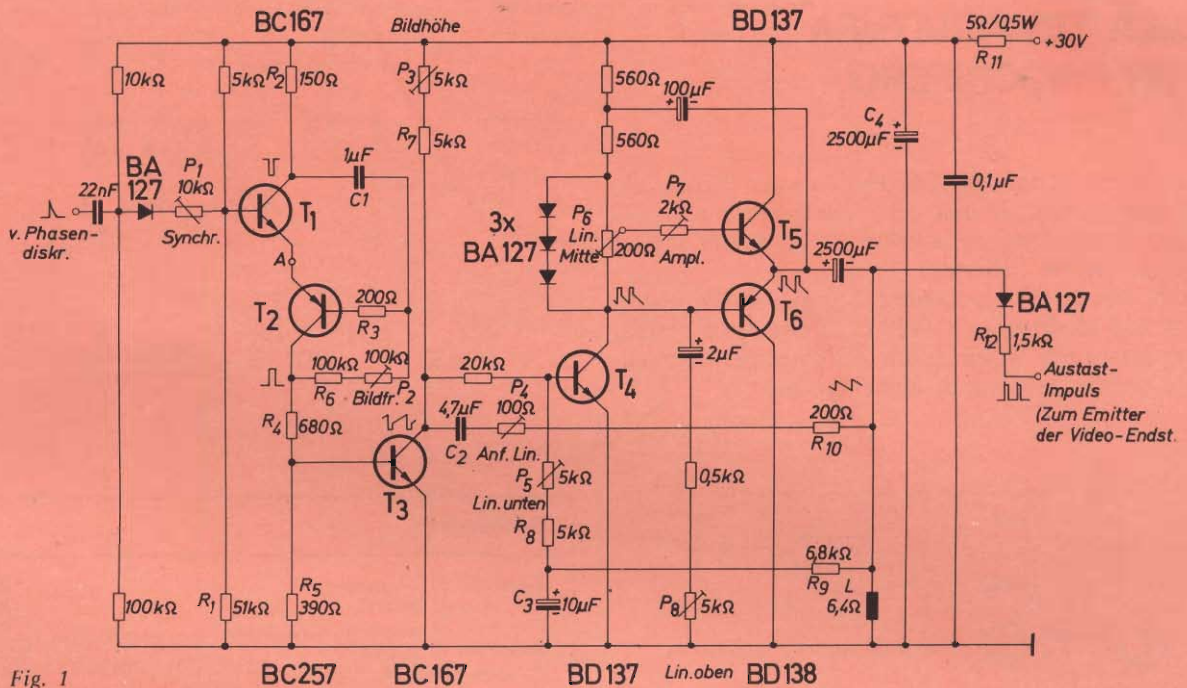 BC167
Bildhöhe
BD137
5Ω/0,5W
+30V
R11
10kΩ
5kΩ
R2
150Ω
P3
5kΩ
560Ω
100µF
+ -
C4
2500µF
+
-
R7
5kΩ
560Ω
0,1µF
BA
127
P1
10kΩ
22nF
1µF
C1
T1
v. Phasen-
diskr.
Synchr.
3x
BA127
P6
Lin.
Mitte
200Ω
P7
2kΩ
Ampl.
T5
2500µF
+ -
A
T2
200Ω
R3
T6
BA127
R12
1,5kΩ
100kΩ
R6
100kΩ
Bildfr. P2
20kΩ
P4
100Ω
T4
+
2µF
Austast-
Impuls
(Zum Emitter
der Video-Endst.
R4
680Ω
4,7µF
C2
Anf. Lin.
200Ω
R10
T3
P5
5kΩ
Lin. unten
0,5kΩ
R8
5kΩ
6,8kΩ
R9
L
6,4Ω
100kΩ
R1
51kΩ
R5
390Ω
C3
+
-
10µF
P8
5kΩ
Fig. 1
BC257
BC167
BD137
Lin. oben
BD138